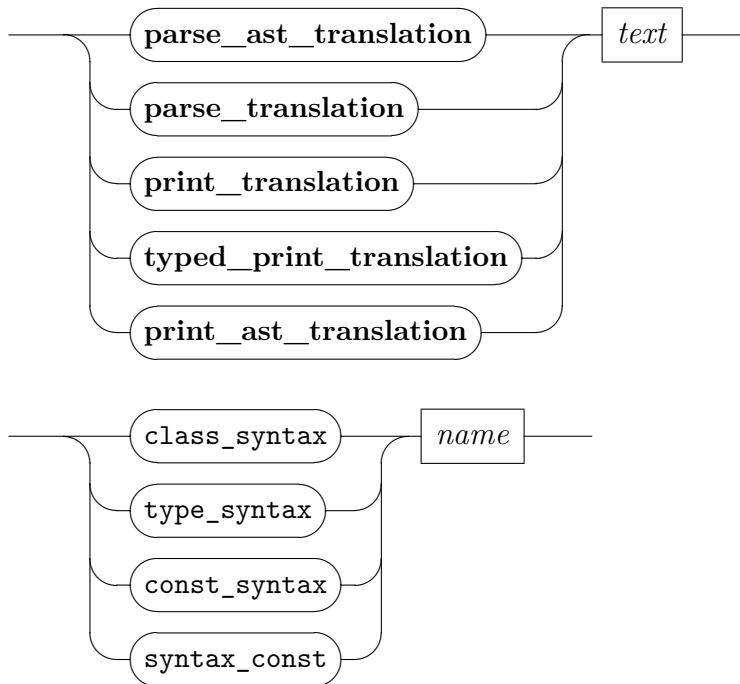 parse_ast_translation text
parse_translation
print_translation
typed_print_translation
print_ast_translation
class_syntax name
type_syntax
const_syntax
syntax_const